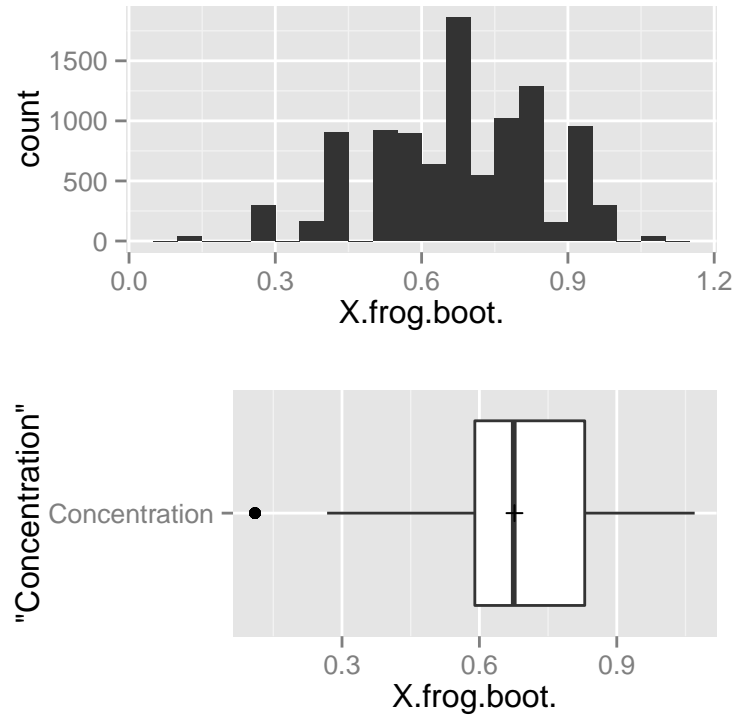 count
1500
1000
500
0
0.0 0.3 0.6 0.9 1.2
X.frog.boot.
"Concentration"
Concentration
0.3 0.6 0.9
X.frog.boot.